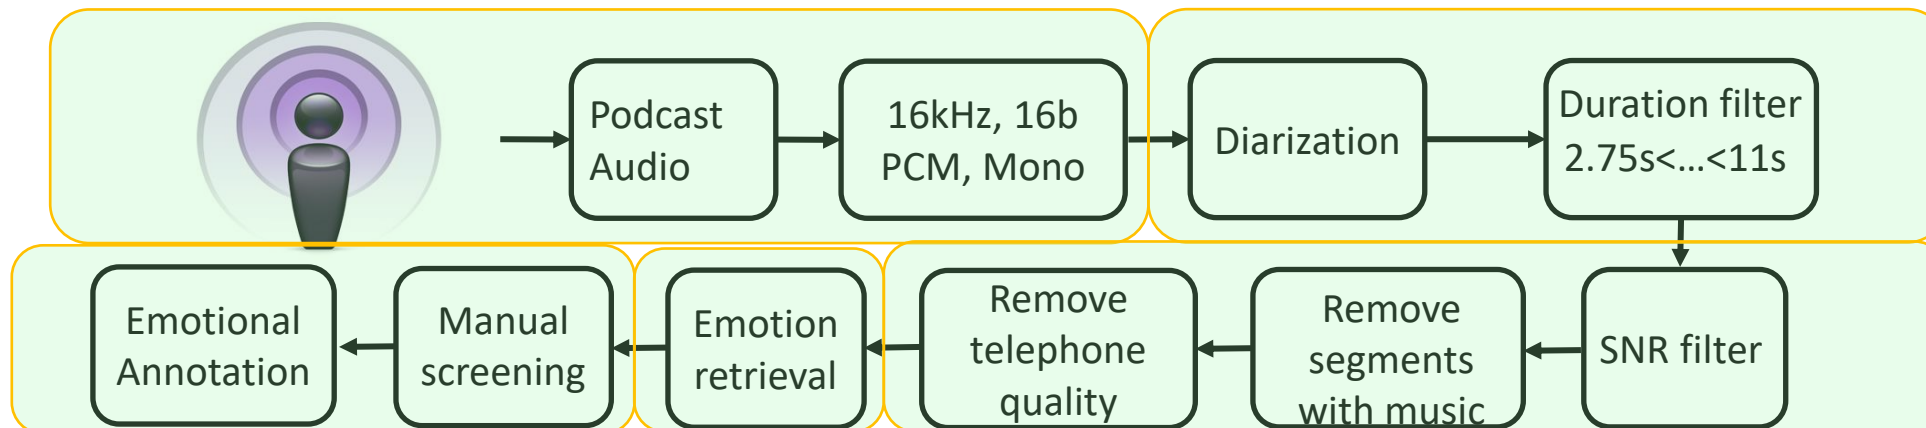 Podcast
Audio
16kHz, 16b
PCM, Mono
Diarization
Duration filter
2.75s<...<11s
SNR filter
Remove
segments
with music
Remove
telephone
quality
Emotion
retrieval
Manual
screening
Emotional
Annotation